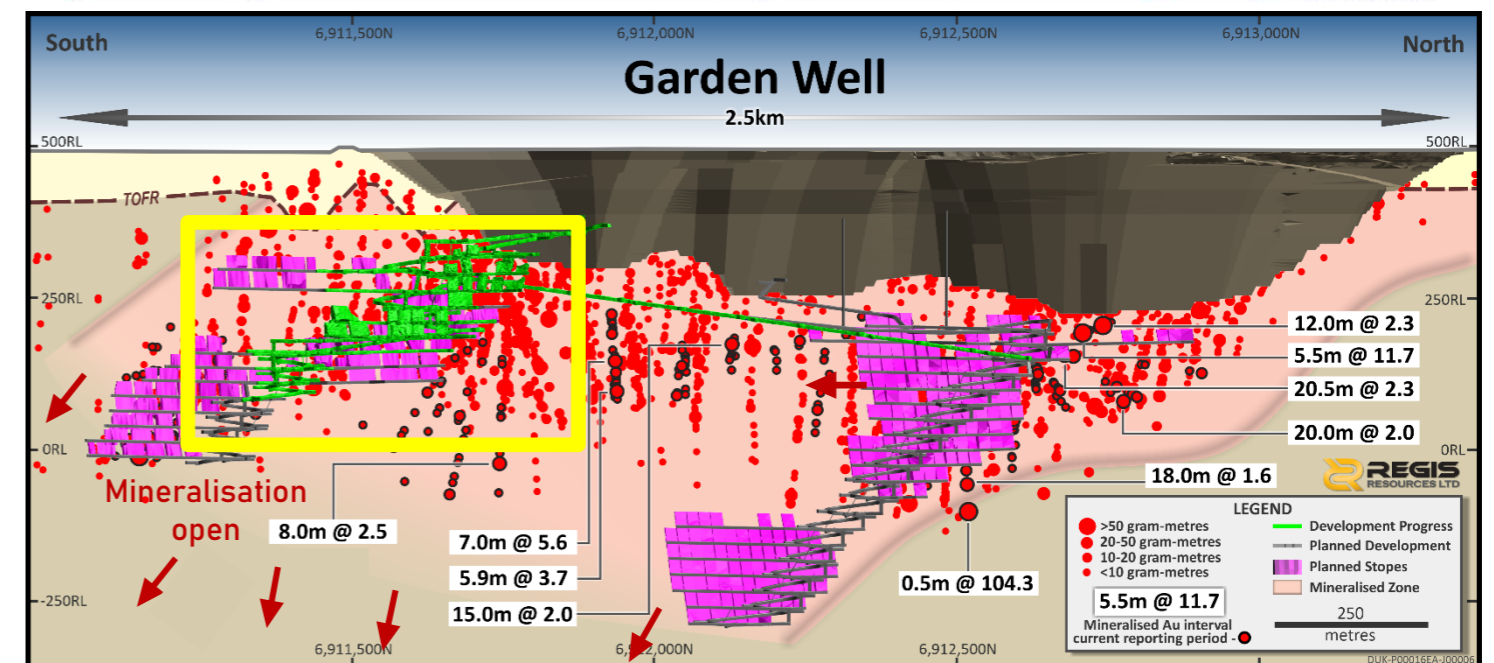 6,911,500N
6,912,000N
6,912,500N
6,913,000N
South
North
Garden Well
2.5km
500RL
500RL
TOFR
250RL
250RL
12.0m @ 2.3
5.5m @ 11.7
20.5m @ 2.3
20.0m @ 2.0
0RL
0RL
REGIS
RESOURCES LTD
18.0m @ 1.6
Mineralisation
open
8.0m @ 2.5
7.0m @ 5.6
5.9m @ 3.7
15.0m @ 2.0
0.5m @ 104.3
-250RL
LEGEND
>50 gram-metres
20-50 gram-metres
10-20 gram-metres
<10 gram-metres
5.5m @ 11.7
Mineralised Au interval
current reporting period -
Development Progress
Planned Development
Planned Stopes
Mineralised Zone
250
metres
6,911,500N
6,912,000N
6,912,500N
DUK-P00016EA-J00006